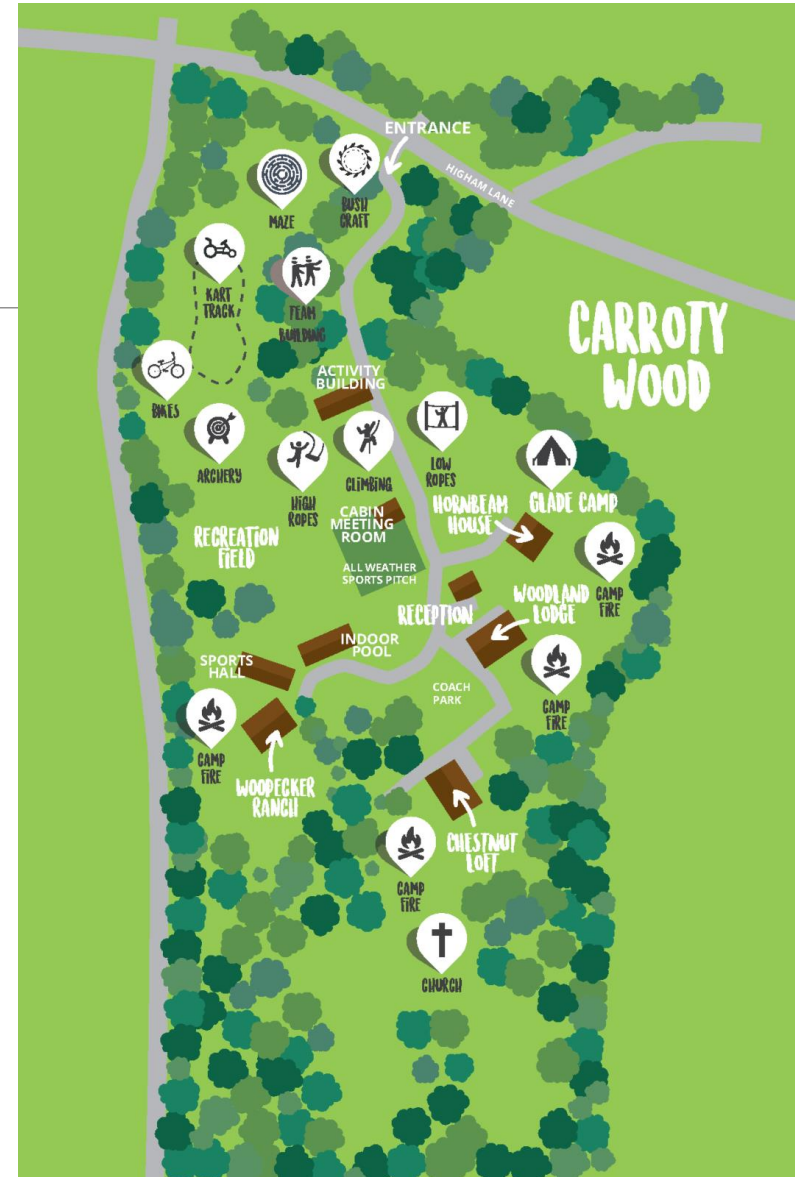 ENTRANCE
HIGHAM LANE
MAZE
BUSH
CRAFT
KART
TRACK
TEAM
BUILDING
CARROTY
WOOD
ACTIVITY
BUILDING
BIKES
ARCHERY
HIGH
ROPES
CLIMBING
LOW
ROPES
GLADE CAMP
HORNBEAM
HOUSE
CABIN
MEETING
ROOM
RECREATION
FIELD
ALL WEATHER
SPORTS PITCH
CAMP
FIRE
WOODLAND
LODGE
RECEPTION
INDOOR
POOL
SPORTS
HALL
COACH
PARK
CAMP
FIRE
CAMP
FIRE
WOOPECKER
RANCH
CHESTNUT
LOFT
CAMP
FIRE
CHURCH